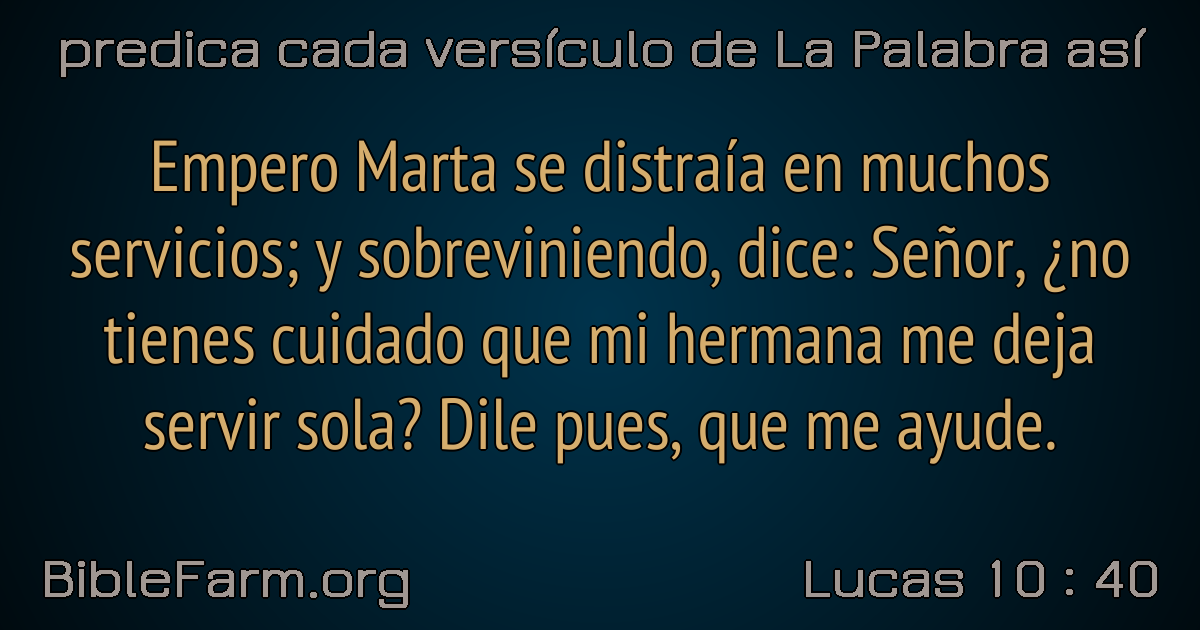 predica cada versículo de La Palabra así
Empero Marta se distraía en muchos
servicios; y sobreviniendo, dice: Señor, ¿no
tienes cuidado que mi hermana me deja
servir sola? Dile pues, que me ayude.
BibleFarm.org
Lucas 10 : 40